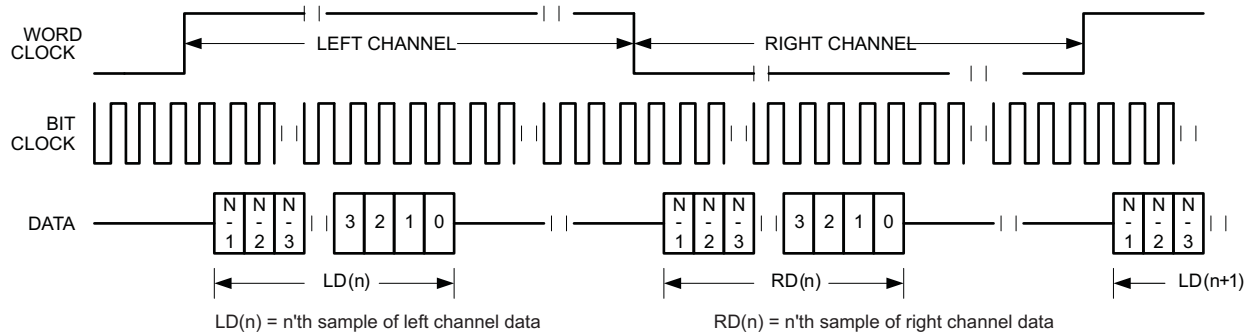 WORD
CLOCK
LEFT CHANNEL
RIGHT CHANNEL
BIT
CLOCK
DATA
N-1 N-2 N-3 3 2 1 0 N-1 N-2 N-3 3 2 1 0 N-1 N-2 N-3
LD(n) RD(n) LD(n+1)
LD(n) = n'th sample of left channel data
RD(n) = n'th sample of right channel data